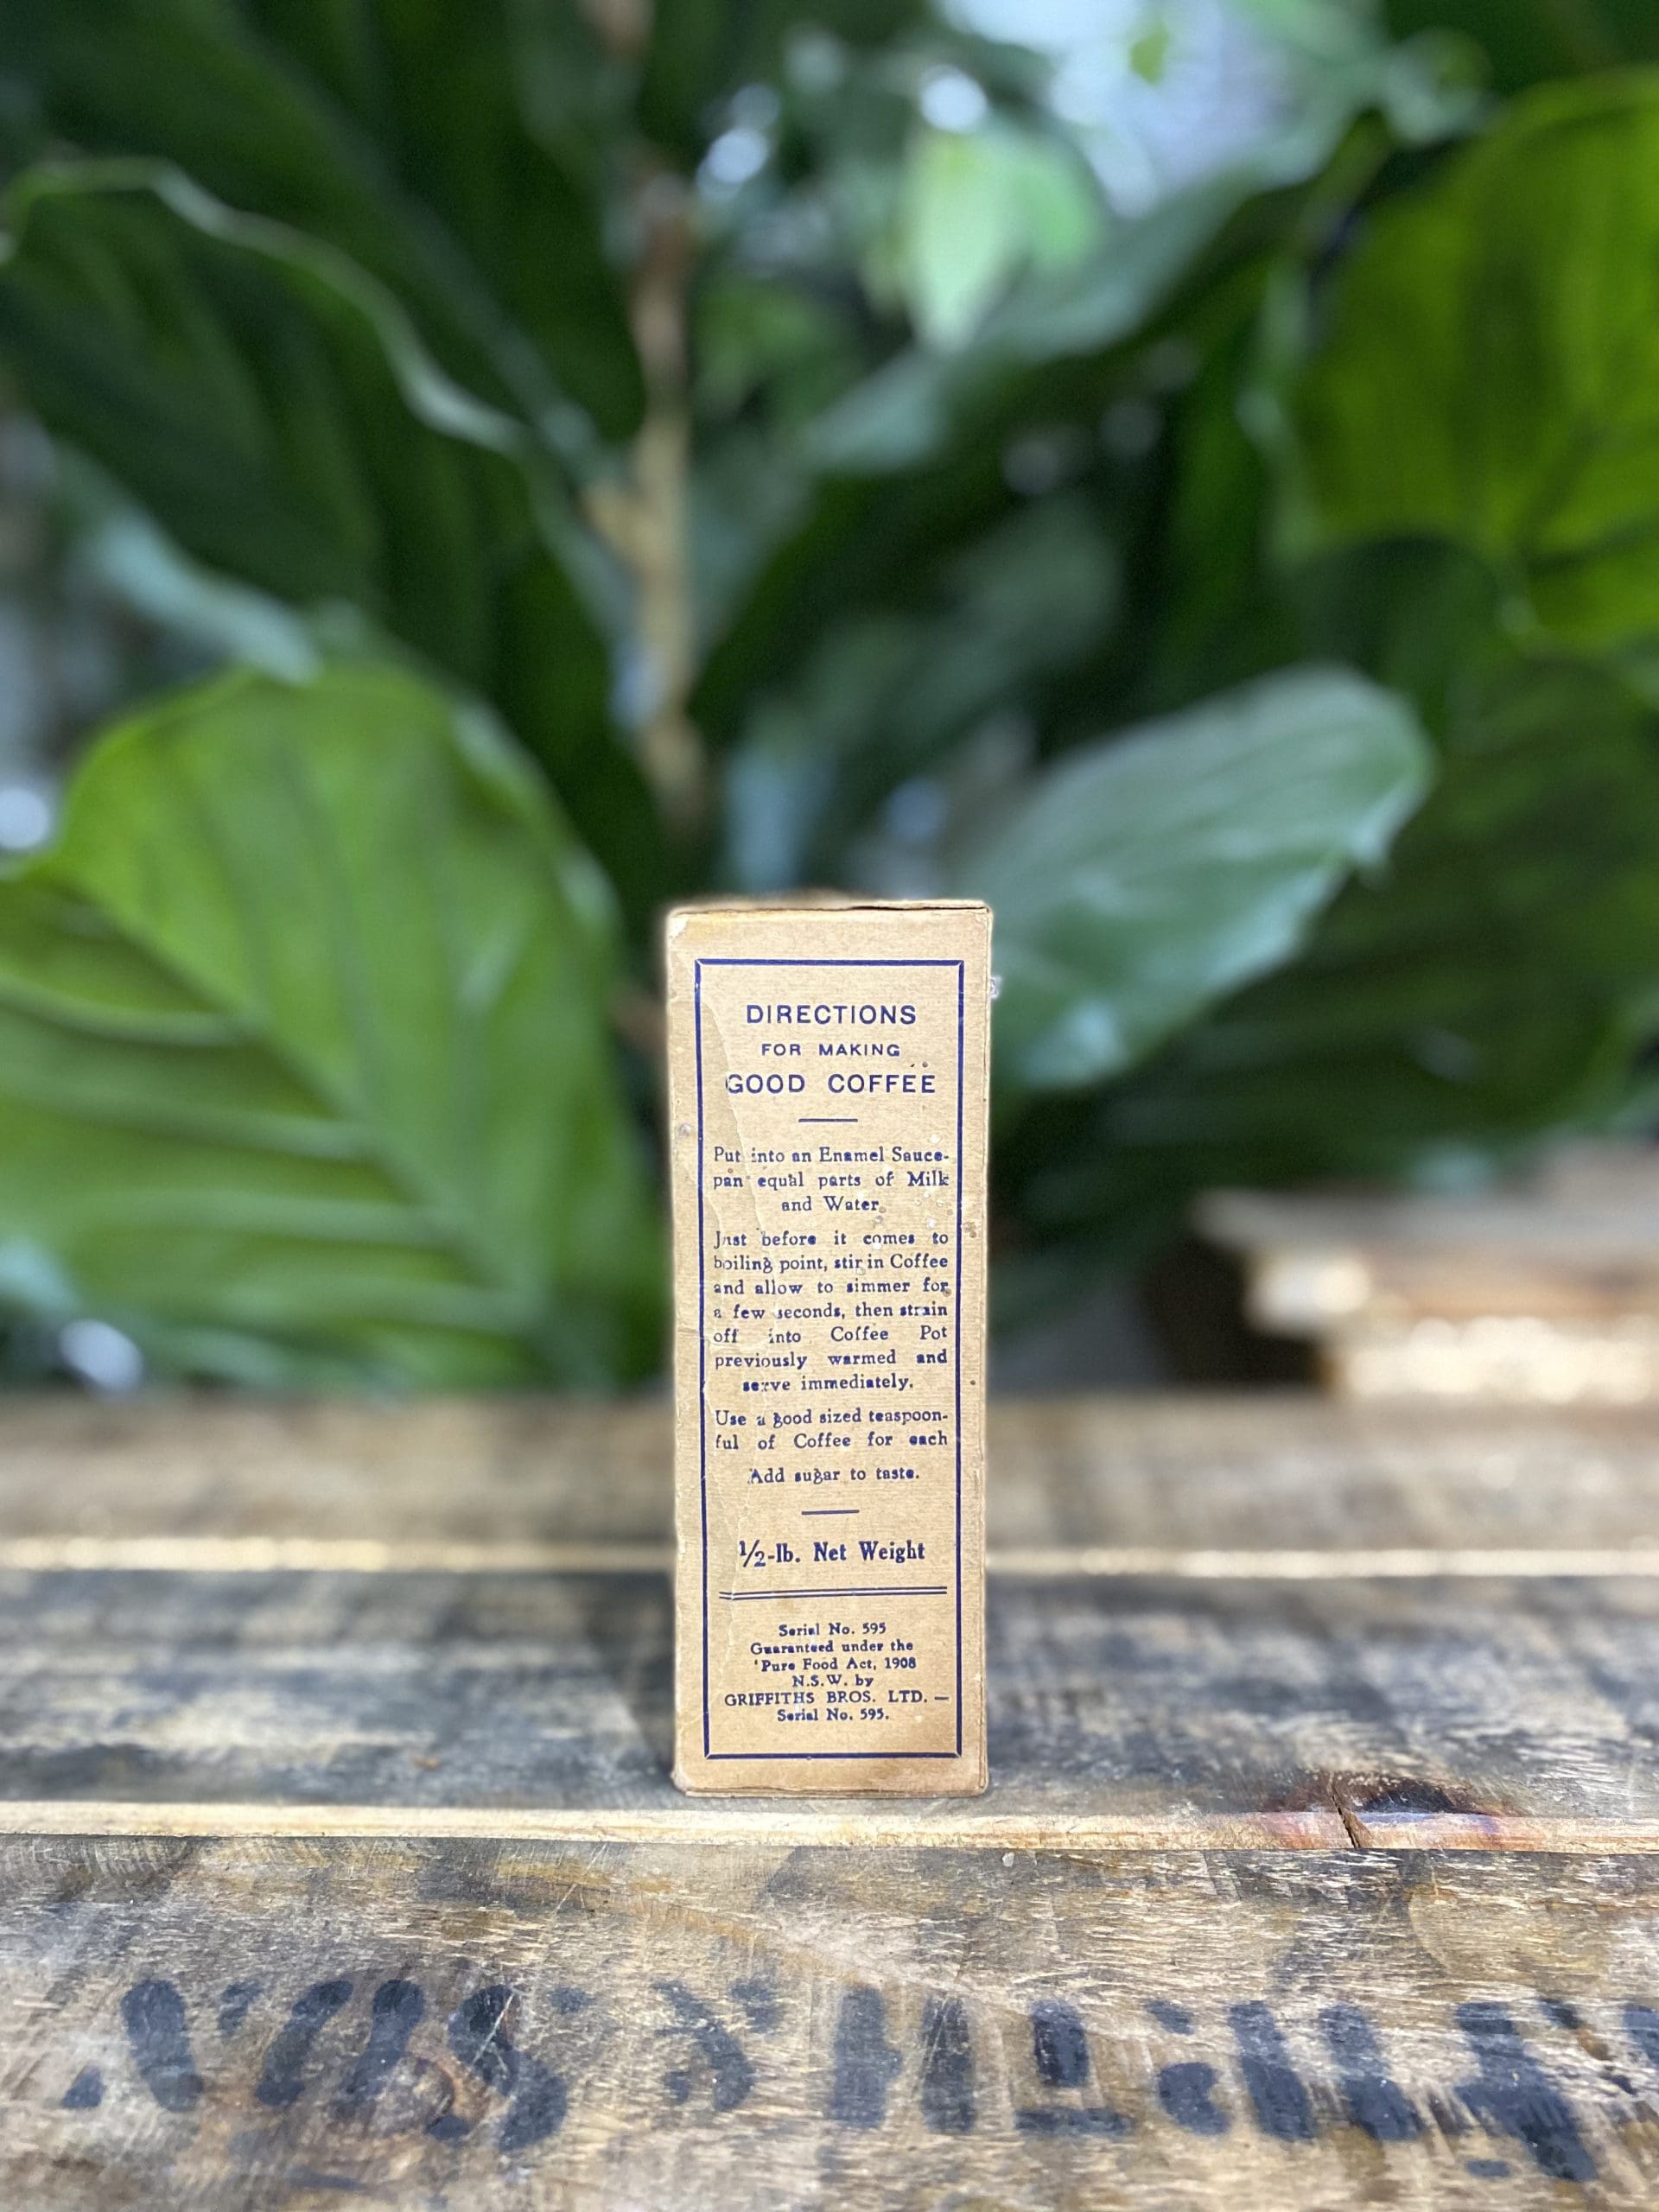 DIRECTIONS
FOR MAKING
GOOD COFFEE
Put into an Enamel Sauce-
pan equal parts of Milk
and Water.
Just before it comes to
boiling point, stir in Coffee
and allow to simmer for
a few seconds, then strain
off into Coffee Pot
previously warmed and
serve immediately.
Use a good sized teaspoon-
ful of Coffee for each
Add sugar to taste.
1/2-lb. Net Weight
Serial No. 595
Guaranteed under the
'Pure Food Act, 1908
N.S.W. by
GRIFFITHS BROS. LTD. —
Serial No. 595.